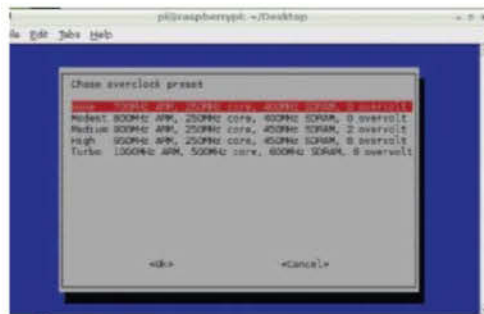 pi@raspberrypi: ~/Desktop
Edit Tabs Help
Chose overclock preset
None 700MHz ARM, 250MHz core, 400MHz SDRAM, 0 overvolt
Modest 800MHz ARM, 250MHz core, 400MHz SDRAM, 0 overvolt
Medium 900MHz ARM, 250MHz core, 450MHz SDRAM, 2 overvolt
High 950MHz ARM, 250MHz core, 450MHz SDRAM, 6 overvolt
Turbo 1000MHz ARM, 500MHz core, 600MHz SDRAM, 6 overvolt
<Ok> <Cancel>